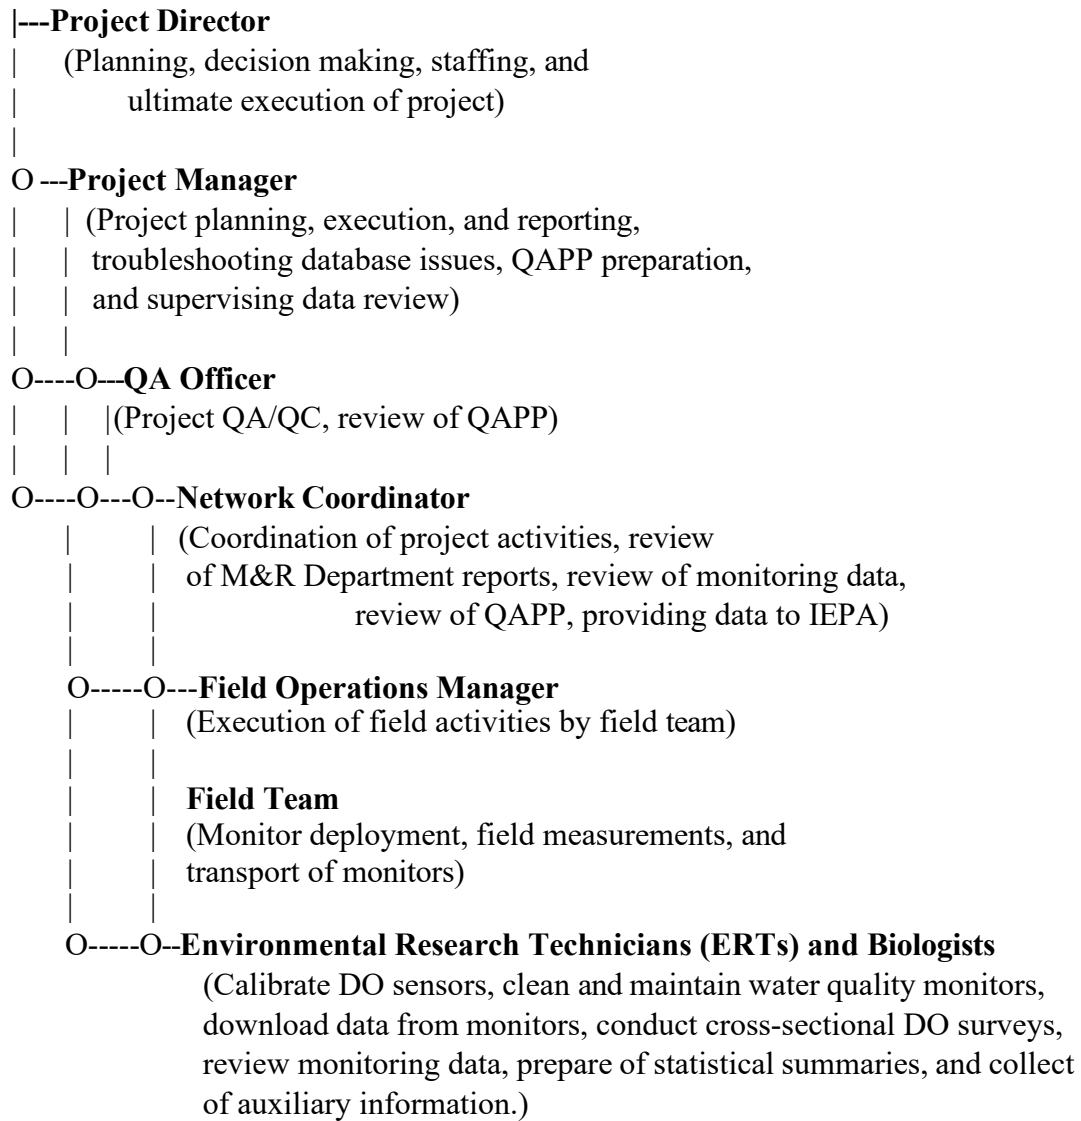 |---Project Director
|    (Planning, decision making, staffing, and
|         ultimate execution of project)
|
O ---Project Manager
|    | (Project planning, execution, and reporting,
|    |  troubleshooting database issues, QAPP preparation,
|    |  and supervising data review)
|    |
O----O---QA Officer
|    |   |(Project QA/QC, review of QAPP)
|    |   |
O----O---O--Network Coordinator
     |       | (Coordination of project activities, review
     |       |  of M&R Department reports, review of monitoring data,
     |       |              review of QAPP, providing data to IEPA)
     |       |
     O-----O---Field Operations Manager
     |       |  (Execution of field activities by field team)
     |       |
     |       |  Field Team
     |       |  (Monitor deployment, field measurements, and
     |       |  transport of monitors)
     |       |
     O-----O--Environmental Research Technicians (ERTs) and Biologists
               (Calibrate DO sensors, clean and maintain water quality monitors,
               download data from monitors, conduct cross-sectional DO surveys,
               review monitoring data, prepare of statistical summaries, and collect
               of auxiliary information.)